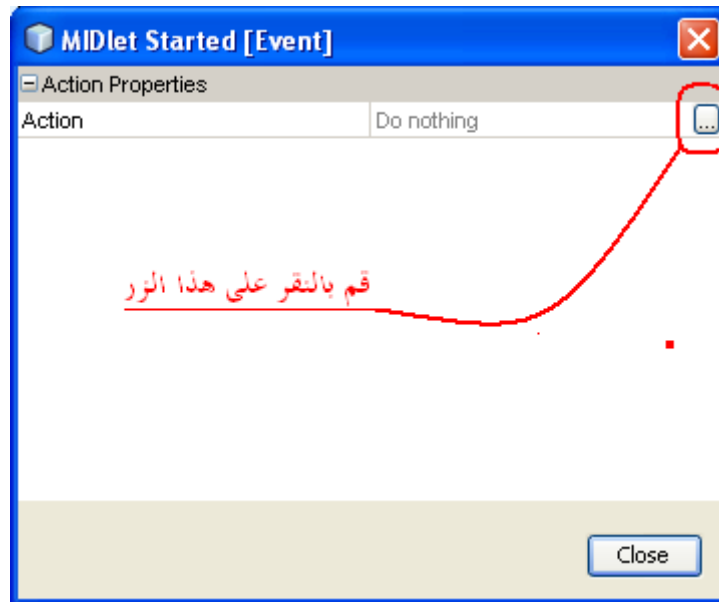 MIDlet Started [Event]
Action Properties
Action Do nothing ...
قم بالنقر على هذا الزر
Close